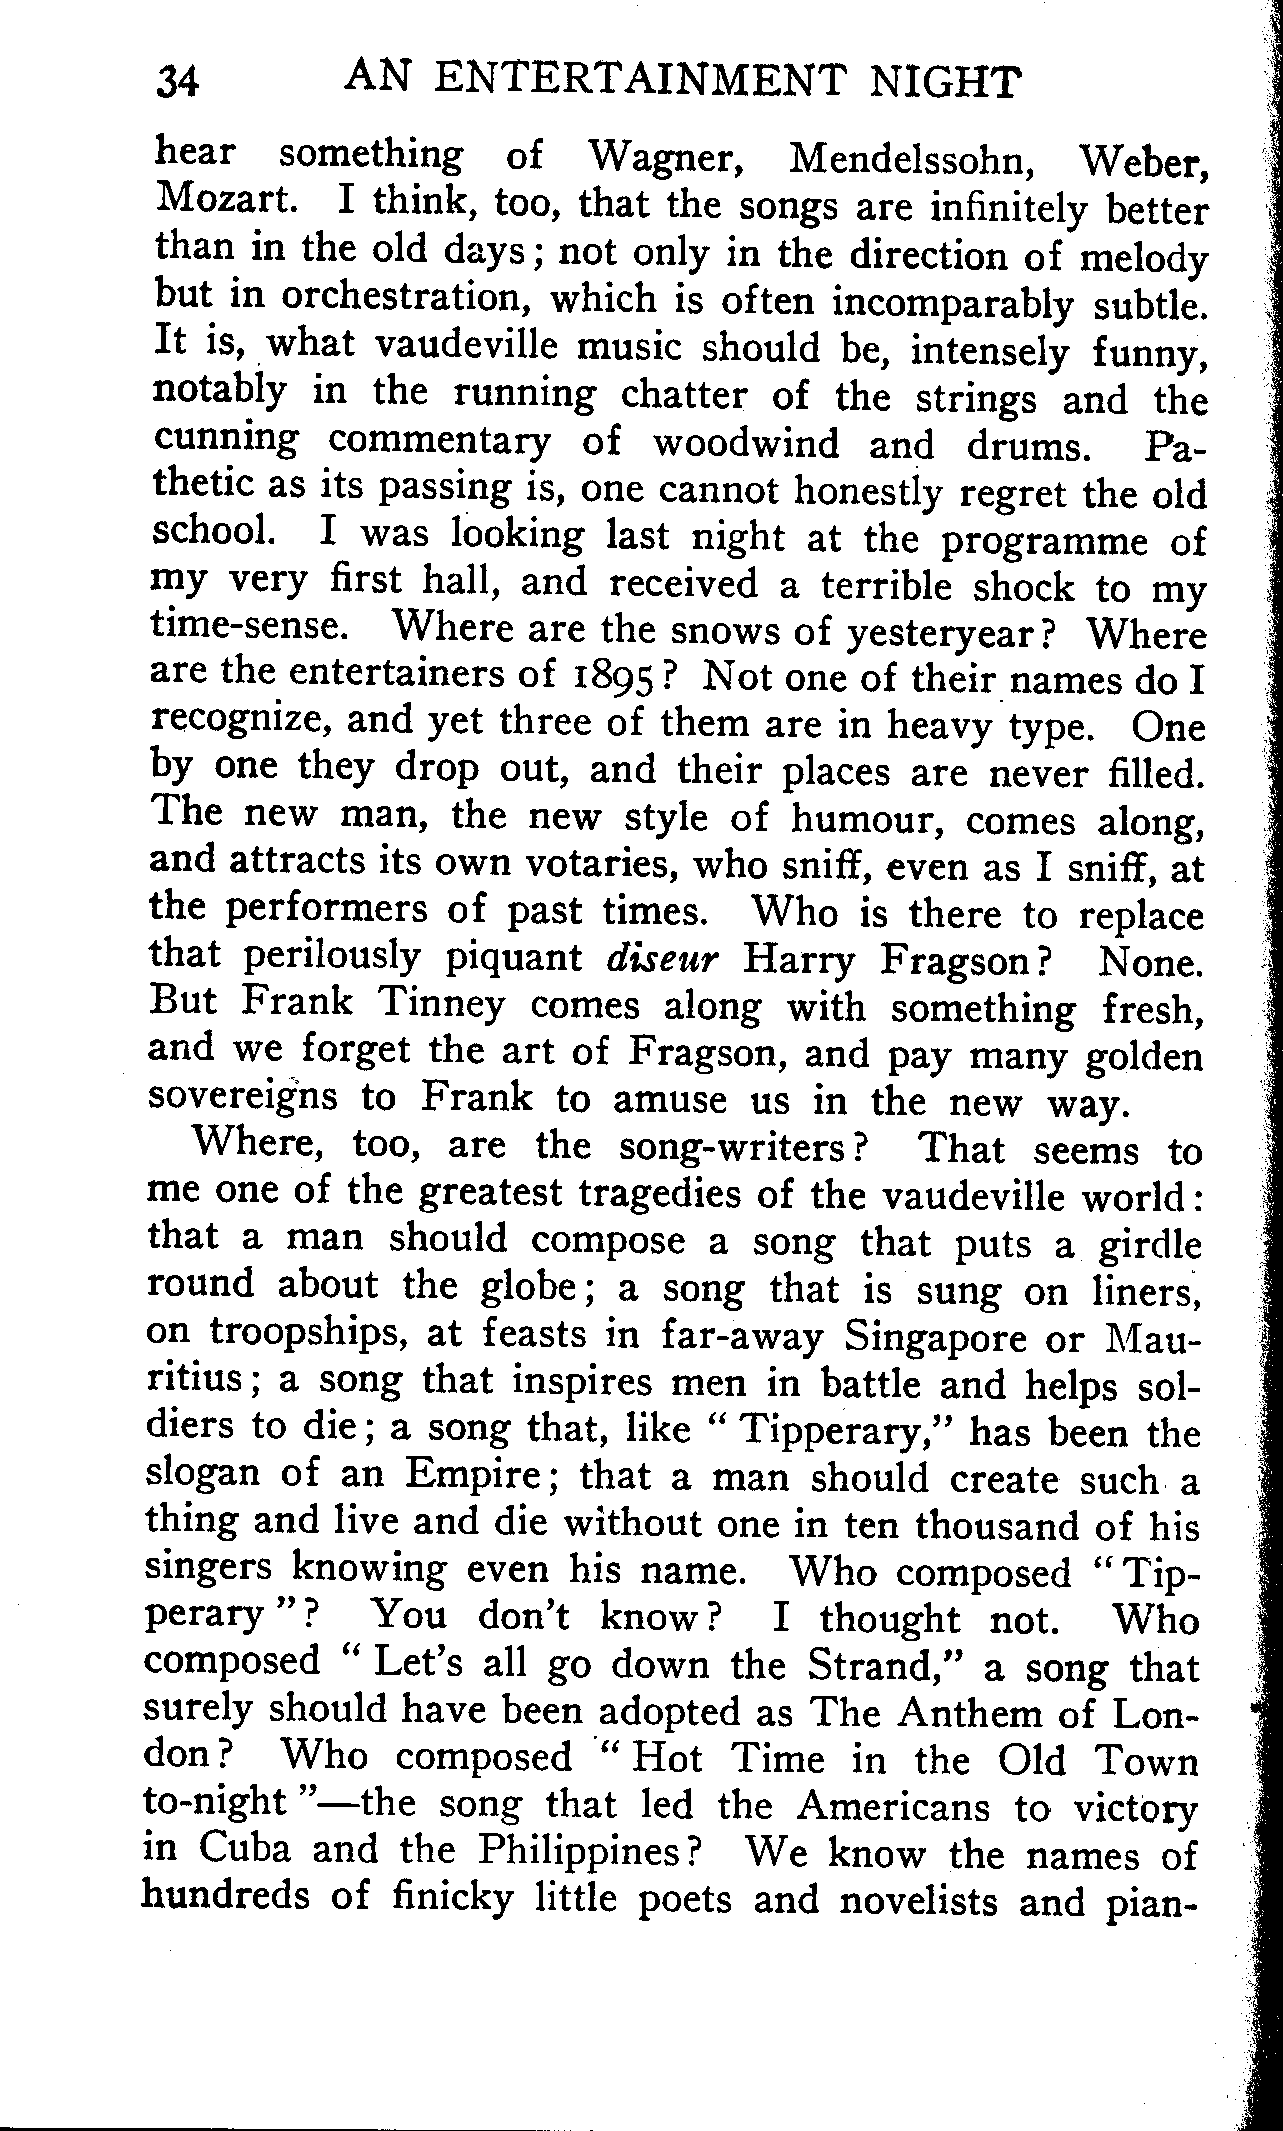 34 AN ENTERTAINMENT NIGHT
hear something of Wagner, Mendelssohn, Weber,
Mozart. I think, too, that the songs are infinitely better
than in the old days; not only in the direction of melody
but in orchestration, which is often incomparably subtle.
It is, what vaudeville music should be, intensely funny,
notably in the running chatter of the strings and the
cunning commentary of woodwind and drums. Pa-
thetic as its passing is, one cannot honestly regret the old
school. I was looking last night at the programme of
my very first hall, and received a terrible shock to my
time-sense. Where are the snows of yesteryear? Where
are the entertainers of 1895? Not one of their names do I
recognize, and yet three of them are in heavy type. One
by one they drop out, and their places are never filled.
The new man, the new style of humour, comes along,
and attracts its own votaries, who sniff, even as I sniff, at
the performers of past times. Who is there to replace
that perilously piquant diseur Harry Fragson? None.
But Frank Tinney comes along with something fresh,
and we forget the art of Fragson, and pay many golden
sovereigns to Frank to amuse us in the new way.
Where, too, are the song-writers? That seems to
me one of the greatest tragedies of the vaudeville world:
that a man should compose a song that puts a girdle
round about the globe; a song that is sung on liners,
on troopships, at feasts in far-away Singapore or Mau-
ritius; a song that inspires men in battle and helps sol-
diers to die; a song that, like "Tipperary," has been the
slogan of an Empire; that a man should create such a
thing and live and die without one in ten thousand of his
singers knowing even his name. Who composed "Tip-
perary"? You don't know? I thought not. Who
composed "Let's all go down the Strand," a song that
surely should have been adopted as The Anthem of Lon-
don? Who composed "Hot Time in the Old Town
to-night"—the song that led the Americans to victory
in Cuba and the Philippines? We know the names of
hundreds of finicky little poets and novelists and pian-